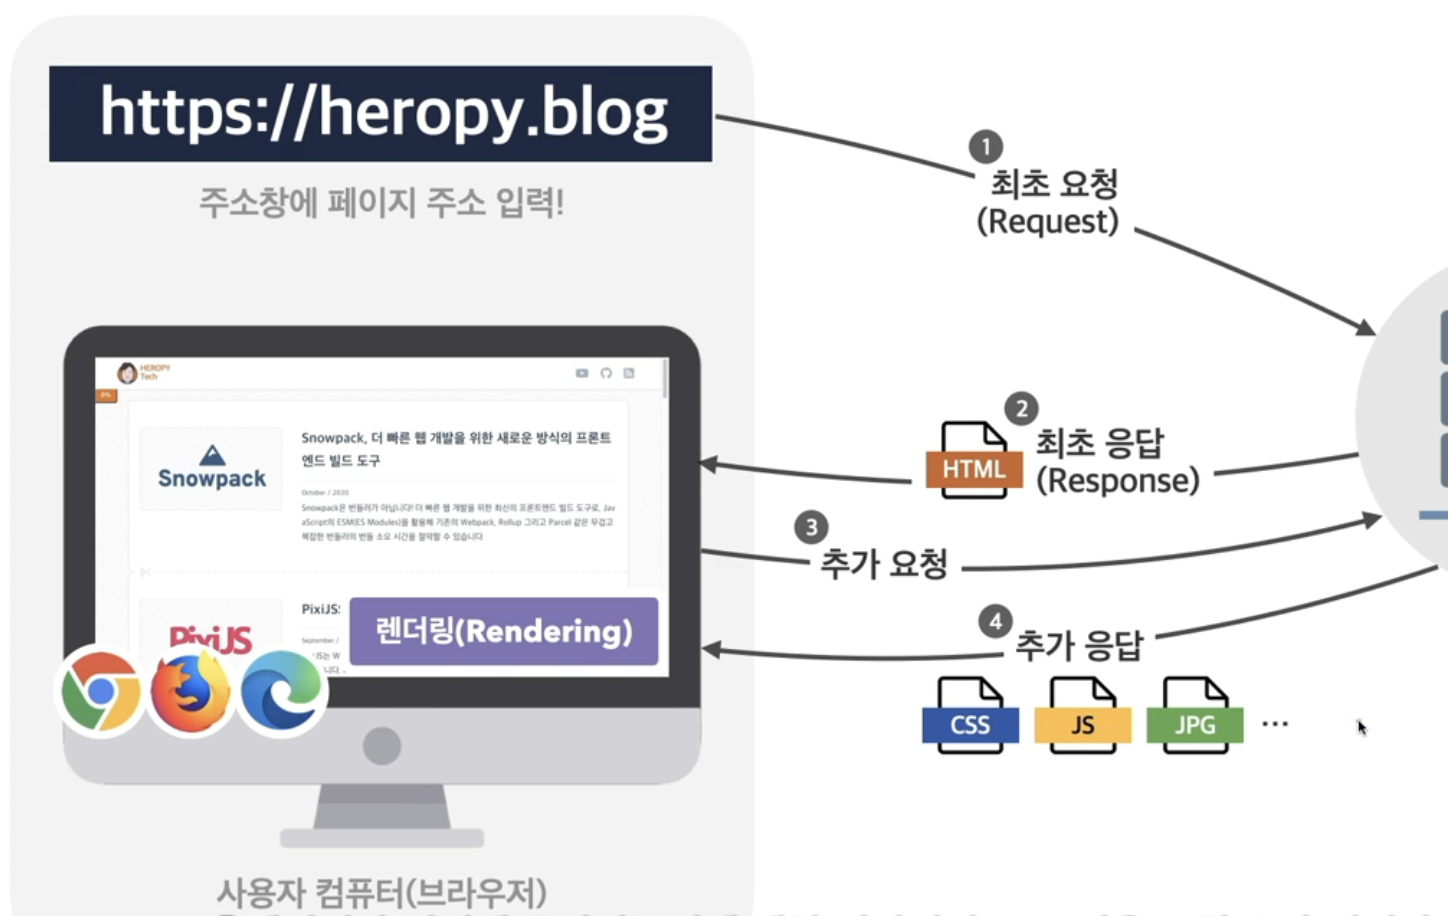 https://heropy.blog
주소창에 페이지 주소 입력!
1
최초 요청
(Request)
HEROPY
Tech
0%
Snowpack
Snowpack, 더 빠른 웹 개발을 위한 새로운 방식의 프론트
엔드 빌드 도구
October / 2020
Snowpack은 번들러가 아닙니다! 더 빠른 웹 개발을 위한 최신의 프론트엔드 빌드 도구로, Jav
aScript의 ESM(ES Modules)을 활용해 기존의 Webpack, Rollup 그리고 Parcel 같은 무겁고
복잡한 번들러의 번들 소요 시간을 절약할 수 있습니다.
2
HTML
최초 응답
(Response)
3
추가 요청
PixiJS
PixiJS:
September /
JS는 W
니다.
렌더링(Rendering)
4
추가 응답
CSS
JS
JPG
...
사용자 컴퓨터(브라우저)